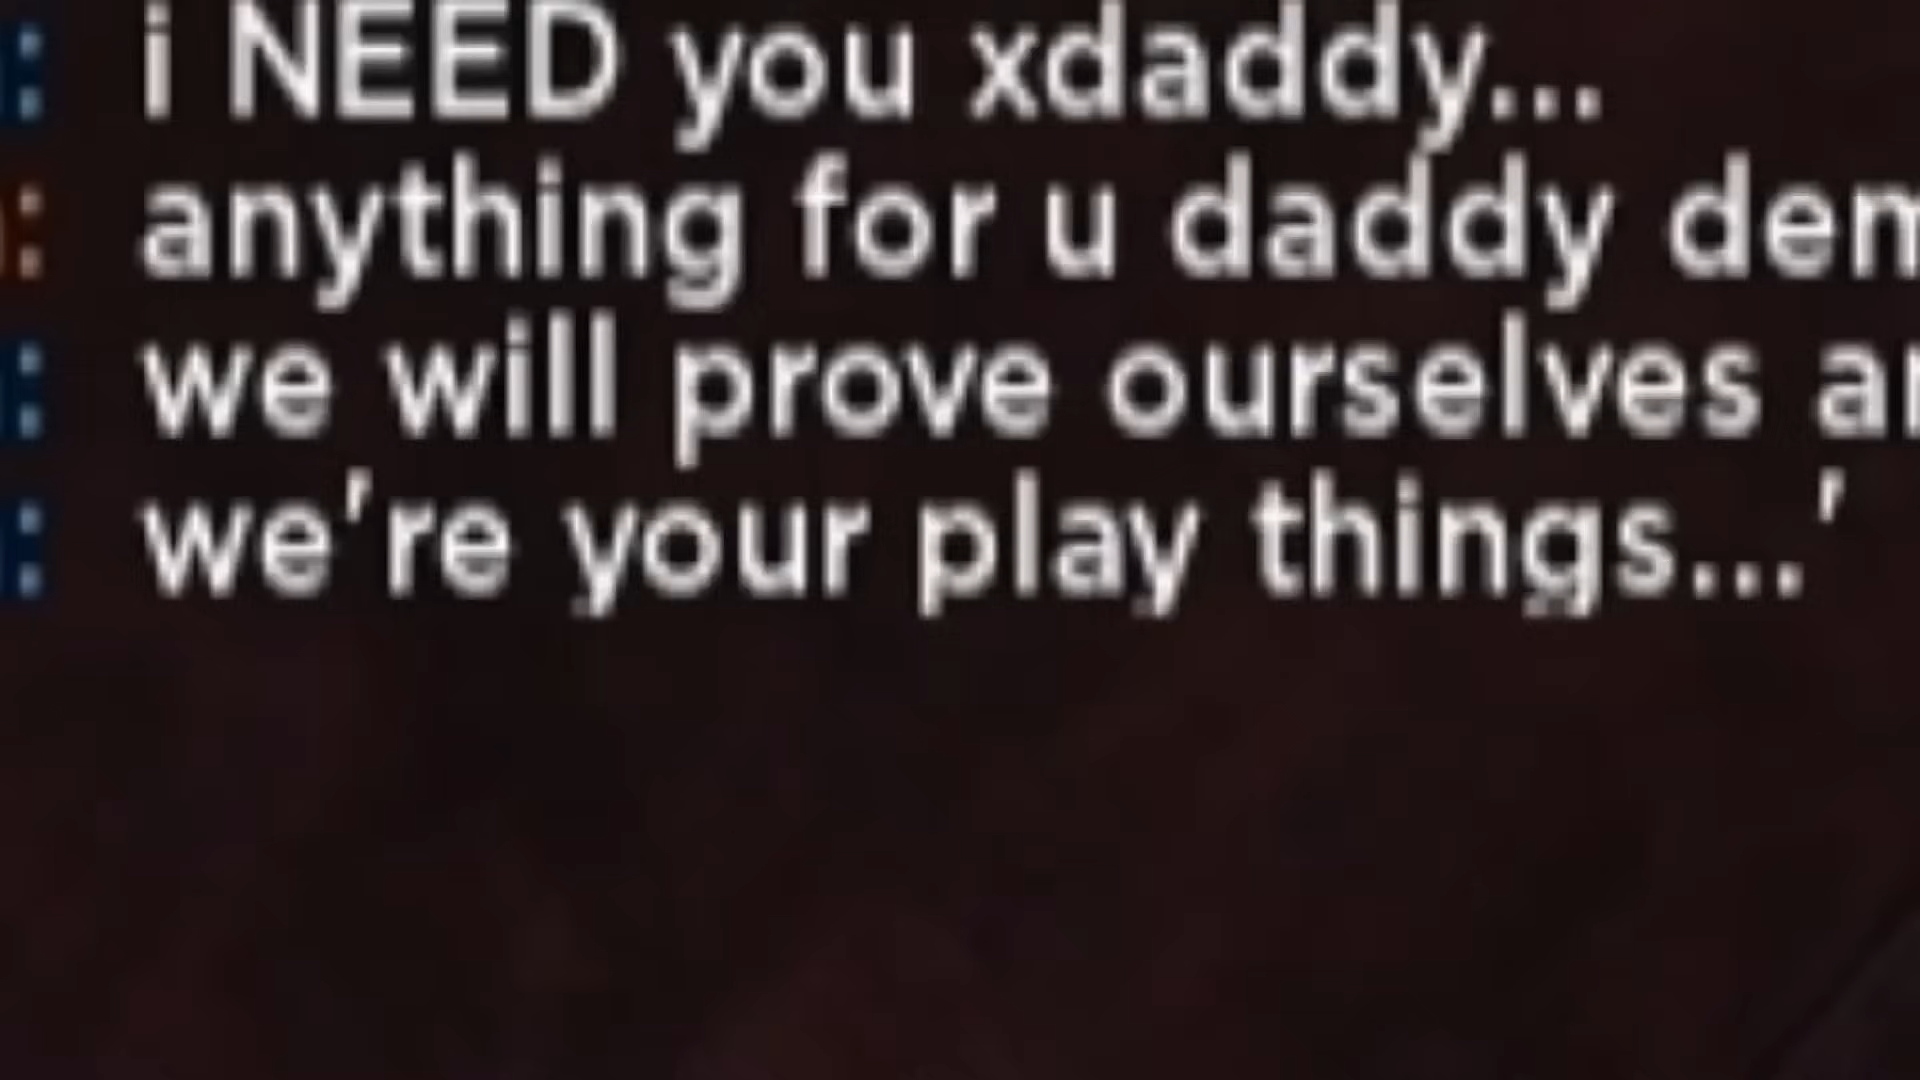 : i NEED you xdaddy...
: anything for u daddy
: we will prove ourselves
: we're your play things...'